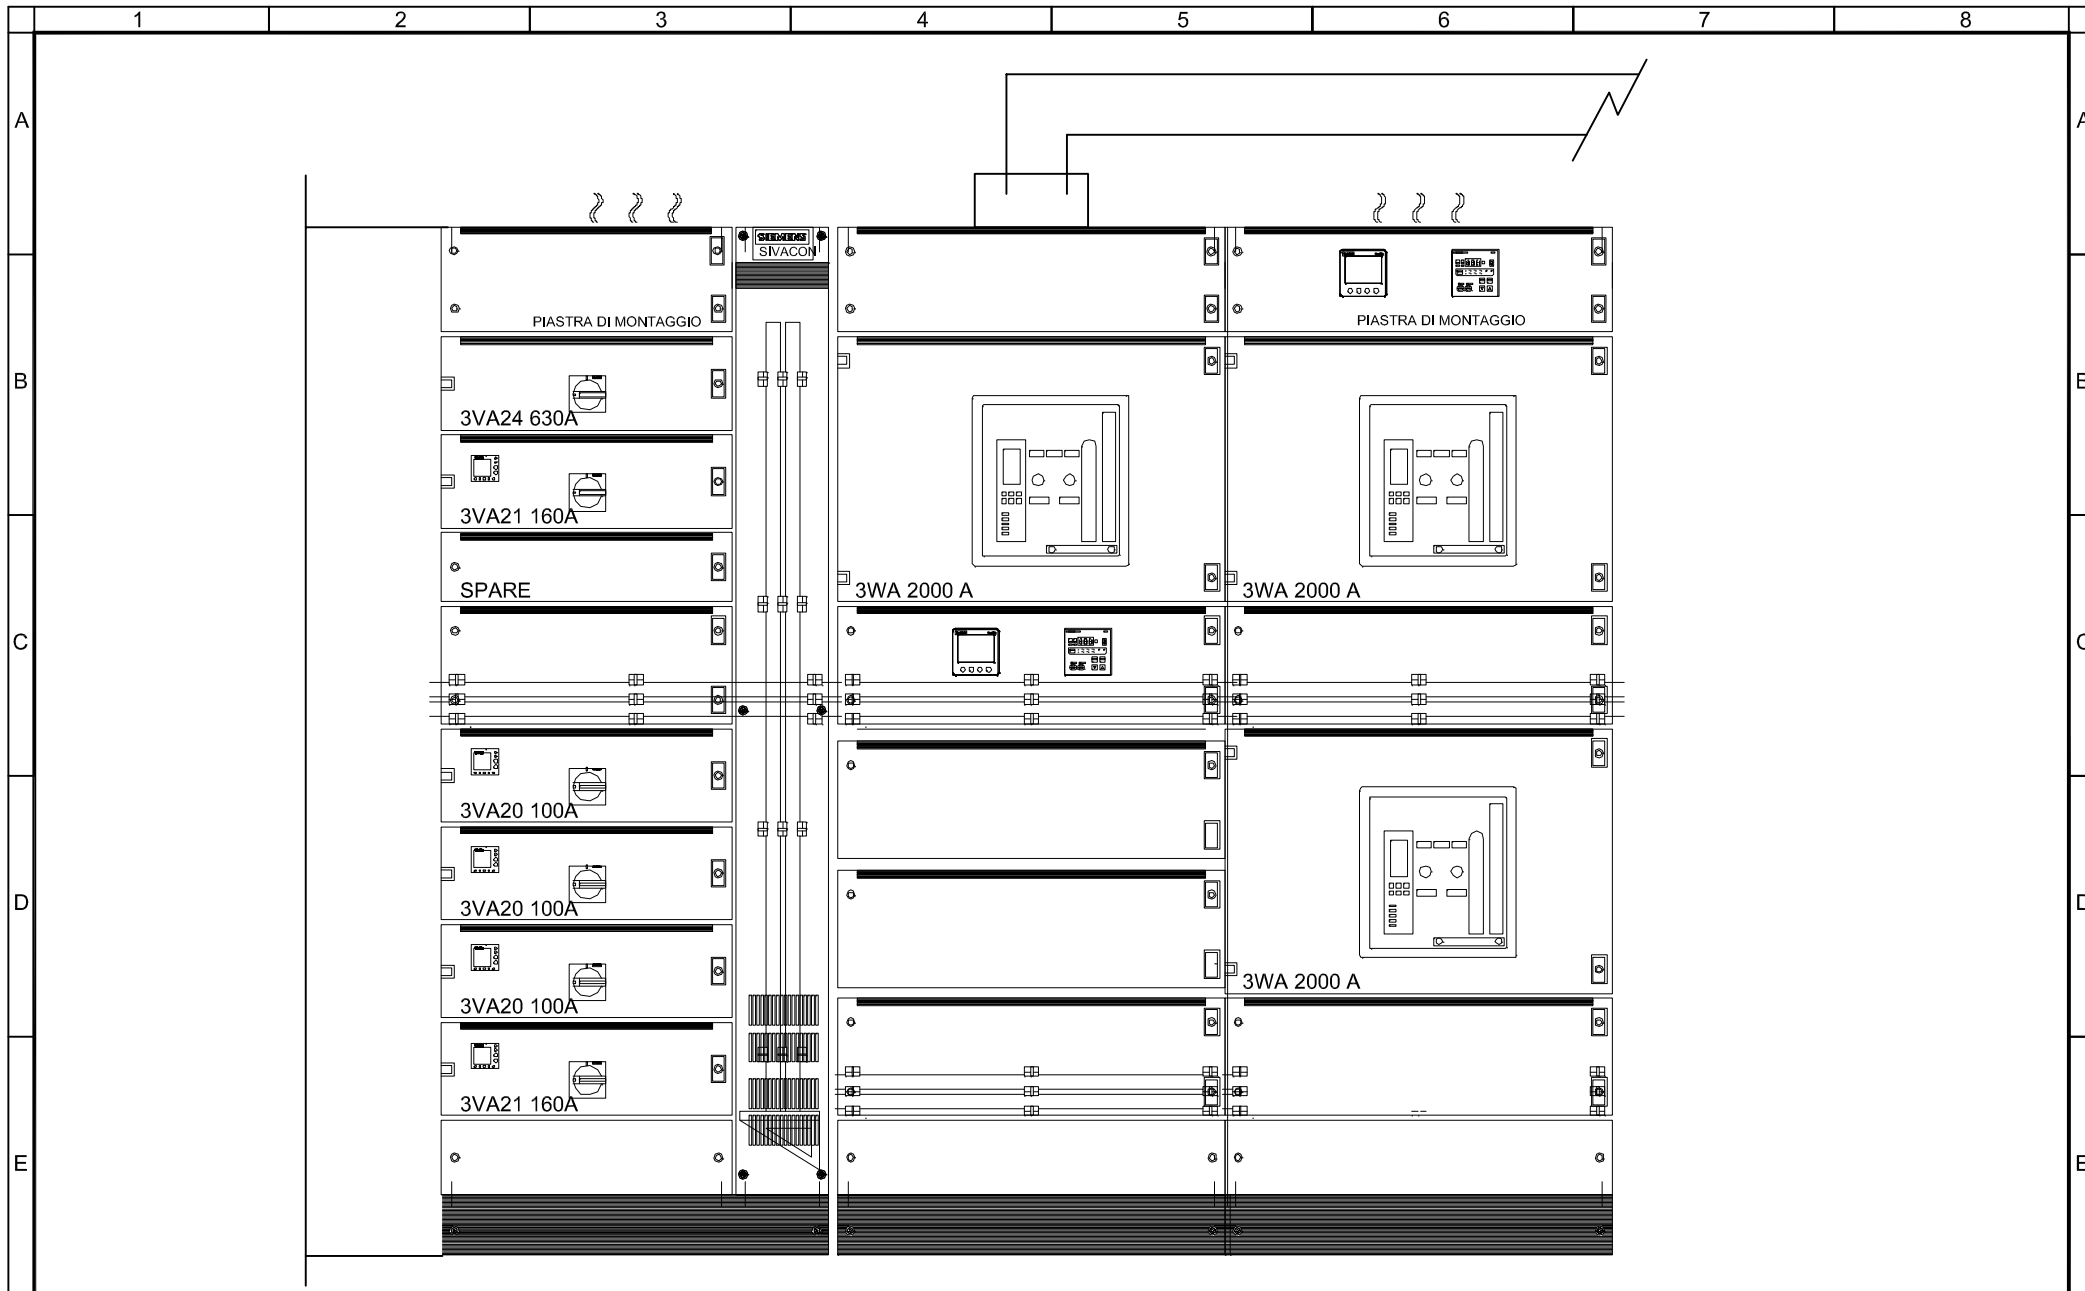 1 2 3 4 5 6 7 8
A A
SIEMENS
SIVACON
PIASTRA DI MONTAGGIO
PIASTRA DI MONTAGGIO
B
3VA24 630A
3VA21 160A
SPARE
3WA 2000 A
3WA 2000 A
C
3VA20 100A
3VA20 100A
D
3WA 2000 A
3VA20 100A
3VA21 160A
E